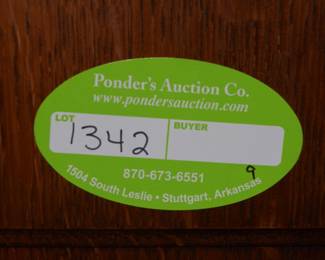 Ponder's Auction Co.
www.pondersauction.com
LOT BUYER
1342
870-673-6551
9
1504 South Leslie • Stuttgart, Arkansas